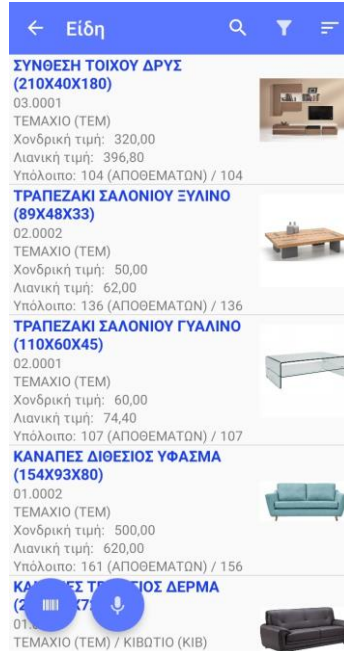 Είδη
ΣΥΝΘΕΣΗ ΤΟΙΧΟΥ ΔΡΥΣ
(210X40X180)
03.0001
ΤΕΜΑΧΙΟ (ΤΕΜ)
Χονδρική τιμή: 320,00
Λιανική τιμή: 396,80
Υπόλοιπο: 104 (ΑΠΟΘΕΜΑΤΩΝ) / 104
ΤΡΑΠΕΖΑΚΙ ΣΑΛΟΝΙΟΥ ΞΥΛΙΝΟ
(89X48X33)
02.0002
ΤΕΜΑΧΙΟ (ΤΕΜ)
Χονδρική τιμή: 50,00
Λιανική τιμή: 62,00
Υπόλοιπο: 136 (ΑΠΟΘΕΜΑΤΩΝ) / 136
ΤΡΑΠΕΖΑΚΙ ΣΑΛΟΝΙΟΥ ΓΥΑΛΙΝΟ
(110X60X45)
02.0001
ΤΕΜΑΧΙΟ (ΤΕΜ)
Χονδρική τιμή: 60,00
Λιανική τιμή: 74,40
Υπόλοιπο: 107 (ΑΠΟΘΕΜΑΤΩΝ) / 107
ΚΑΝΑΠΕΣ ΔΙΘΕΣΙΟΣ ΥΦΑΣΜΑ
(154X93X80)
01.0002
ΤΕΜΑΧΙΟ (ΤΕΜ)
Χονδρική τιμή: 500,00
Λιανική τιμή: 620,00
Υπόλοιπο: 161 (ΑΠΟΘΕΜΑΤΩΝ) / 156
ΔΕΡΜΑ
ΤΕΜΑΧΙΟ (ΤΕΜ) / ΚΙΒΩΤΙΟ (ΚΙΒ)